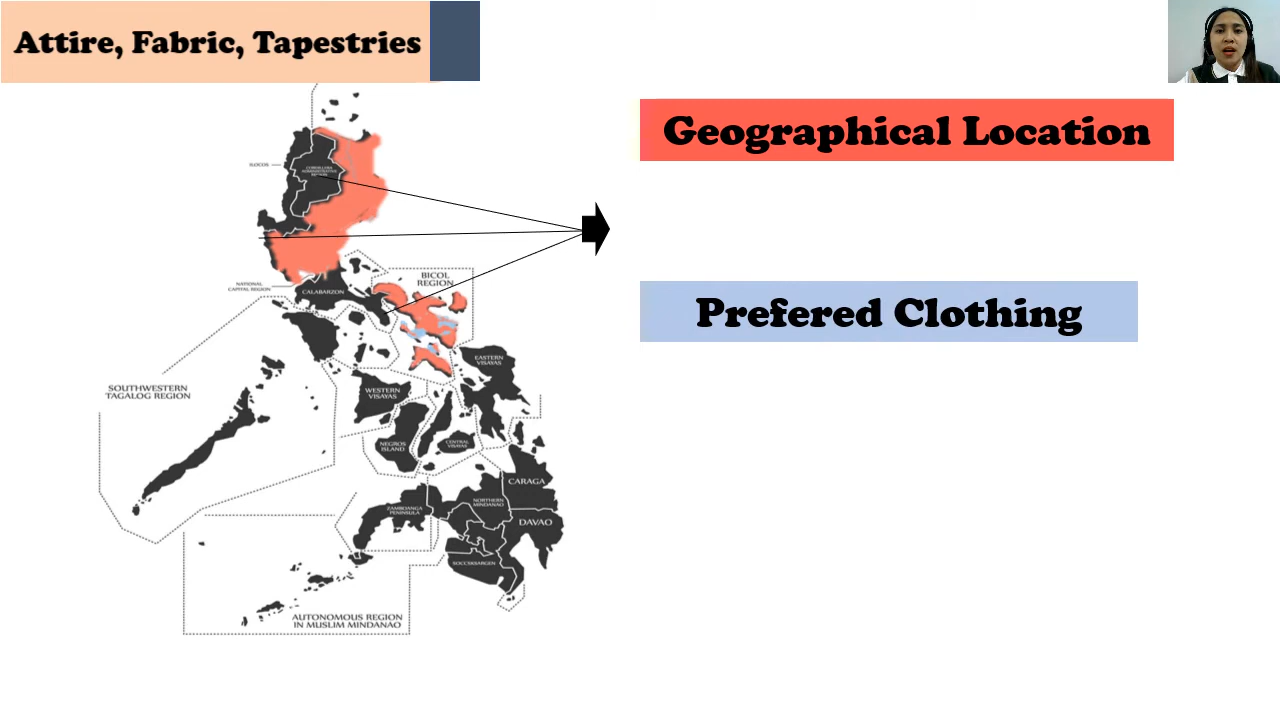 Attire, Fabric, Tapestries
Geographical Location
ILOCOS
CORDILLERA
ADMINISTRATIVE
REGION
BICOL
REGION
NATIONAL
CAPITAL REGION
CALABARZON
Prefered Clothing
EASTERN
VISAYAS
SOUTHWESTERN
TAGALOG REGION
WESTERN
VISAYAS
NEGROS
ISLAND
CENTRAL
VISAYAS
CARAGA
NORTHERN
MINDANAO
ZAMBOANGA
PENINSULA
DAVAO
SOCCSKSARGEN
AUTONOMOUS REGION
IN MUSLIM MINDANAO